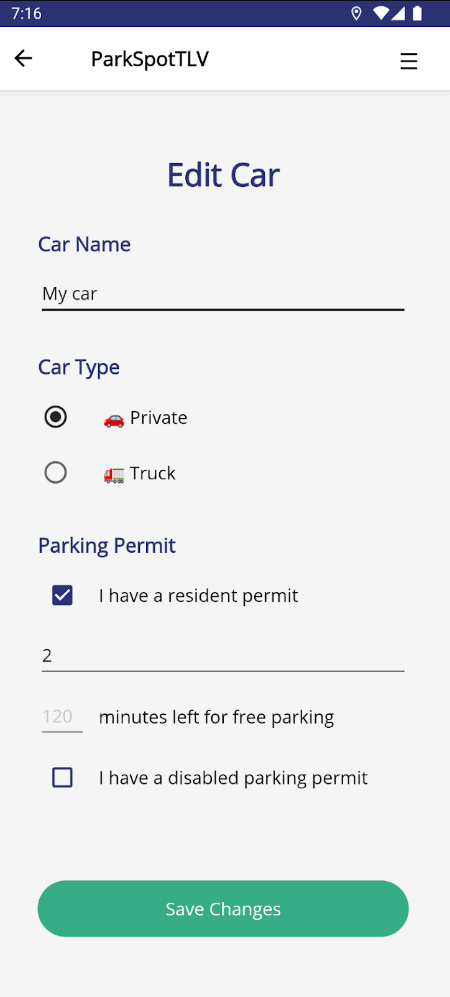 7:16
ParkSpotTLV
Edit Car
Car Name
My car
Car Type
Private
Truck
Parking Permit
I have a resident permit
2
120 minutes left for free parking
I have a disabled parking permit
Save Changes